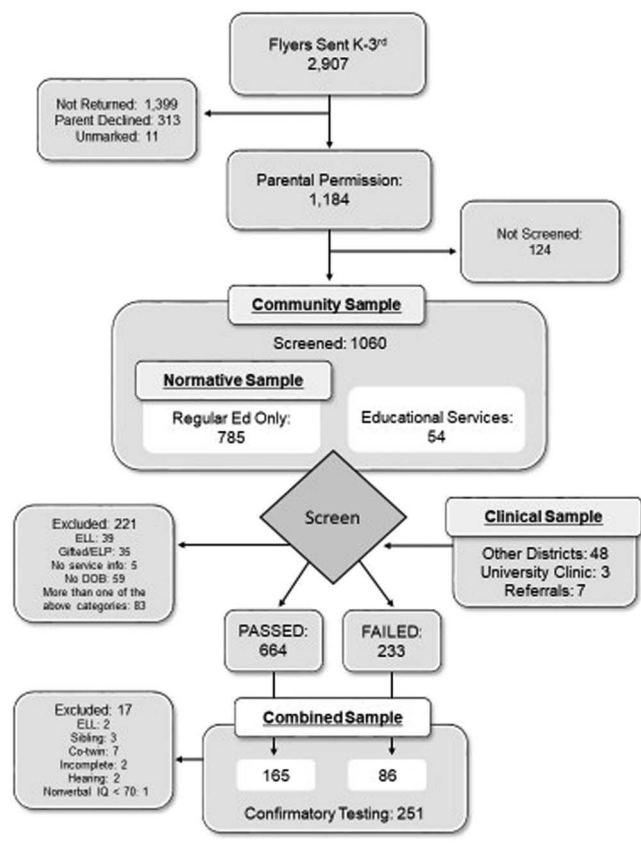 Flyers Sent K-3rd
2,907
Not Returned: 1,399
Parent Declined: 313
Unmarked: 11
Parental Permission:
1,184
Not Screened:
124
Community Sample
Screened: 1060
Normative Sample
Regular Ed Only:
785
Educational Services:
54
Screen
Excluded: 221
ELL: 39
Gifted/ELP: 35
No service info: 5
No DOB: 59
More than one of the
above categories: 83
Clinical Sample
Other Districts: 48
University Clinic: 3
Referrals: 7
PASSED:
664
FAILED:
233
Excluded: 17
ELL: 2
Sibling: 3
Co-twin: 7
Incomplete: 2
Hearing: 2
Nonverbal IQ < 70: 1
Combined Sample
165
86
Confirmatory Testing: 251